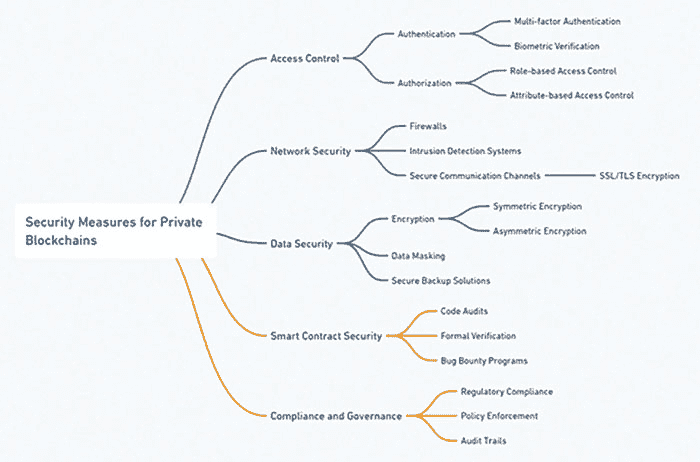 Security Measures for Private
Blockchains
Access Control
Authentication
Multi-factor Authentication
Biometric Verification
Authorization
Role-based Access Control
Attribute-based Access Control
Network Security
Firewalls
Intrusion Detection Systems
Secure Communication Channels
SSL/TLS Encryption
Data Security
Encryption
Symmetric Encryption
Asymmetric Encryption
Data Masking
Secure Backup Solutions
Smart Contract Security
Code Audits
Formal Verification
Bug Bounty Programs
Compliance and Governance
Regulatory Compliance
Policy Enforcement
Audit Trails